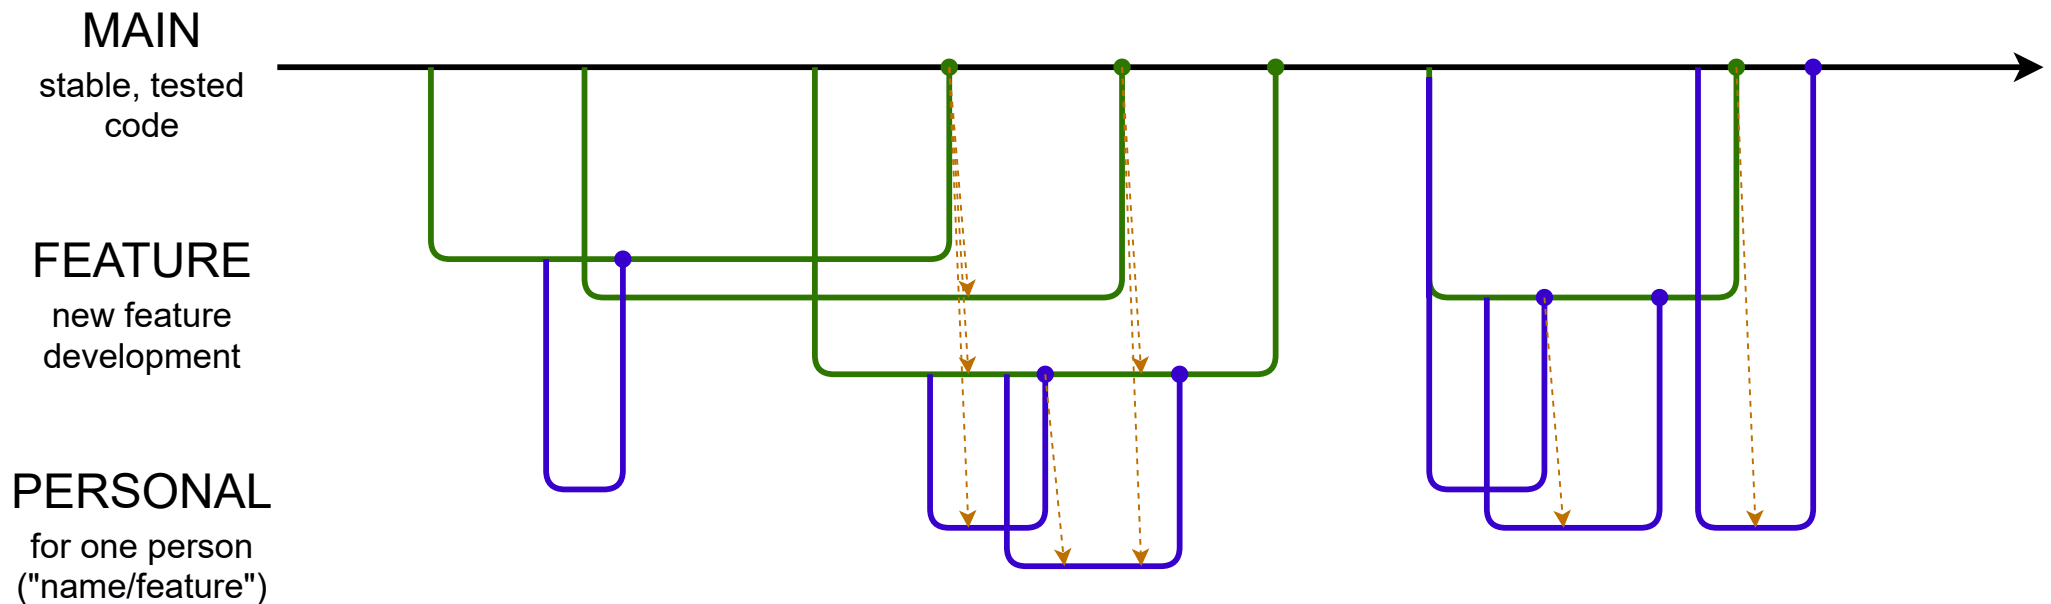 MAIN
stable, tested
code
FEATURE
new feature
development
PERSONAL
for one person
("name/feature")